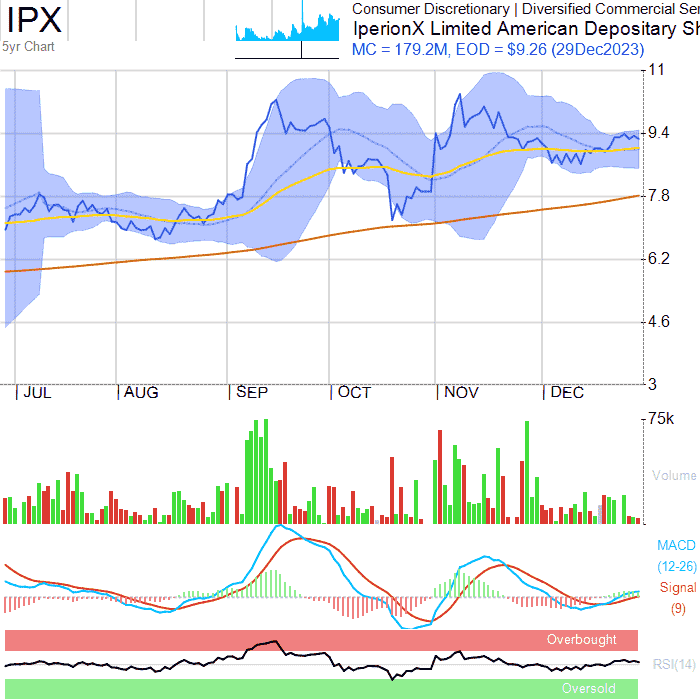 IPX
5yr Chart
Consumer Discretionary | Diversified Commercial Ser
IperionX Limited American Depositary Sh
MC = 179.2M, EOD = $9.26 (29Dec2023)
11
9.4
7.8
6.2
4.6
3
JUL AUG SEP OCT NOV DEC
75k
Volume
MACD
(12-26)
Signal
(9)
Overbought
RSI(14)
Oversold